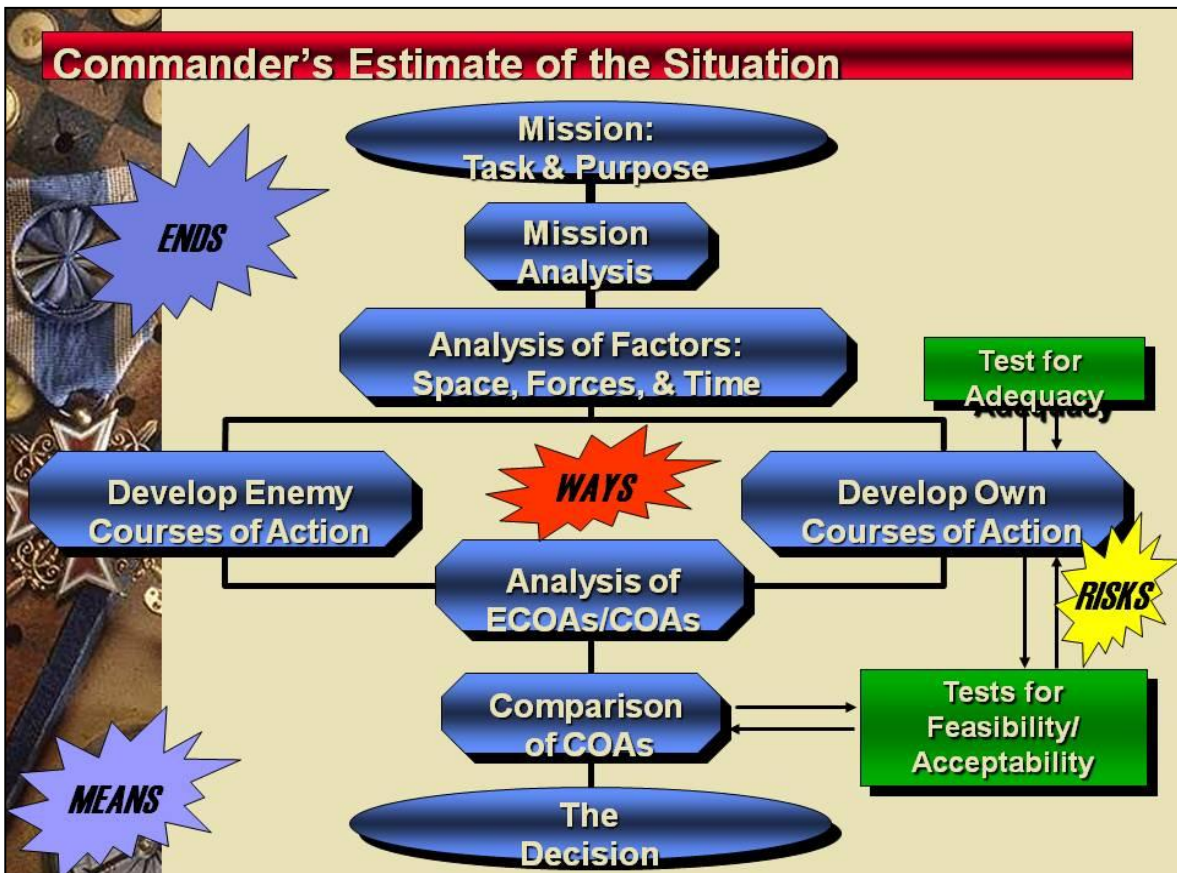 Commander's Estimate of the Situation
Mission:
Task & Purpose
ENDS
Mission
Analysis
Analysis of Factors:
Space, Forces, & Time
Test for
Adequacy
Develop Enemy
Courses of Action
WAYS
Develop Own
Courses of Action
Analysis of
ECOAs/COAs
RISKS
Comparison
of COAs
Tests for
Feasibility/
Acceptability
MEANS
The
Decision